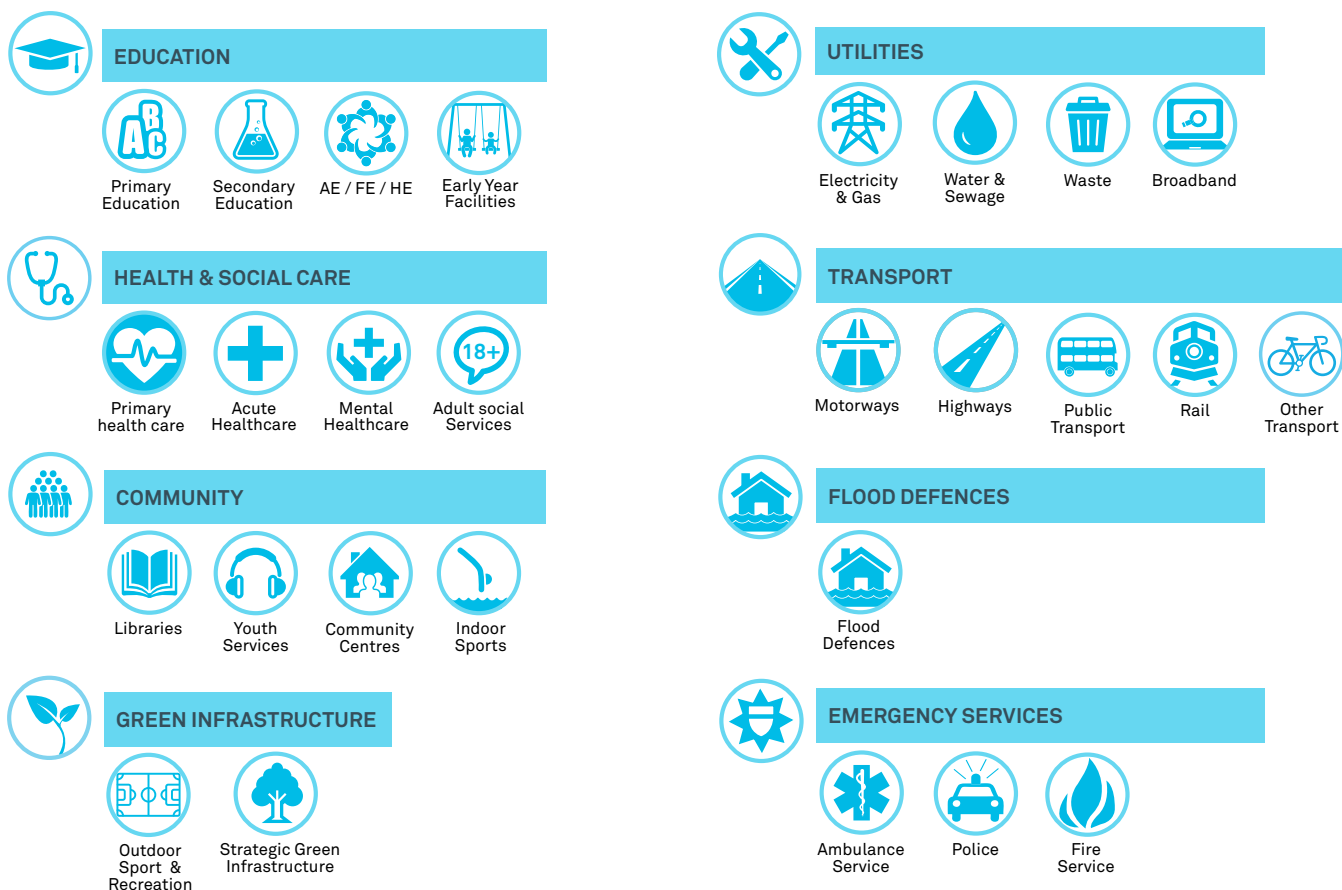 EDUCATION
ABC
Primary
Education
Secondary
Education
AE / FE / HE
Early Year
Facilities
HEALTH & SOCIAL CARE
Primary
health care
Acute
Healthcare
Mental
Healthcare
18+
Adult social
Services
COMMUNITY
Libraries
Youth
Services
Community
Centres
Indoor
Sports
GREEN INFRASTRUCTURE
Outdoor
Sport &
Recreation
Strategic Green
Infrastructure
UTILITIES
Electricity
& Gas
Water &
Sewage
Waste
Broadband
TRANSPORT
Motorways
Highways
Public
Transport
Rail
Other
Transport
FLOOD DEFENCES
Flood
Defences
EMERGENCY SERVICES
Ambulance
Service
Police
Fire
Service